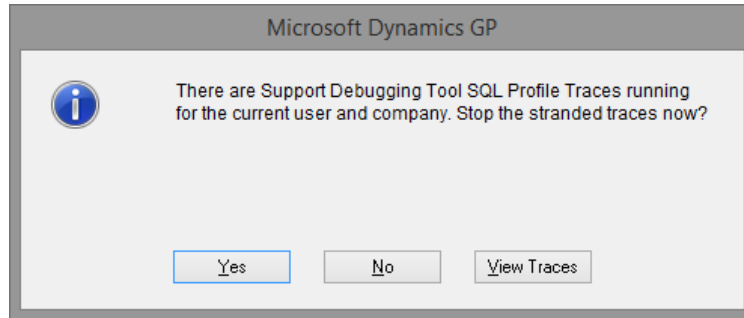 Microsoft Dynamics GP
There are Support Debugging Tool SQL Profile Traces running
for the current user and company. Stop the stranded traces now?
Yes
No
View Traces